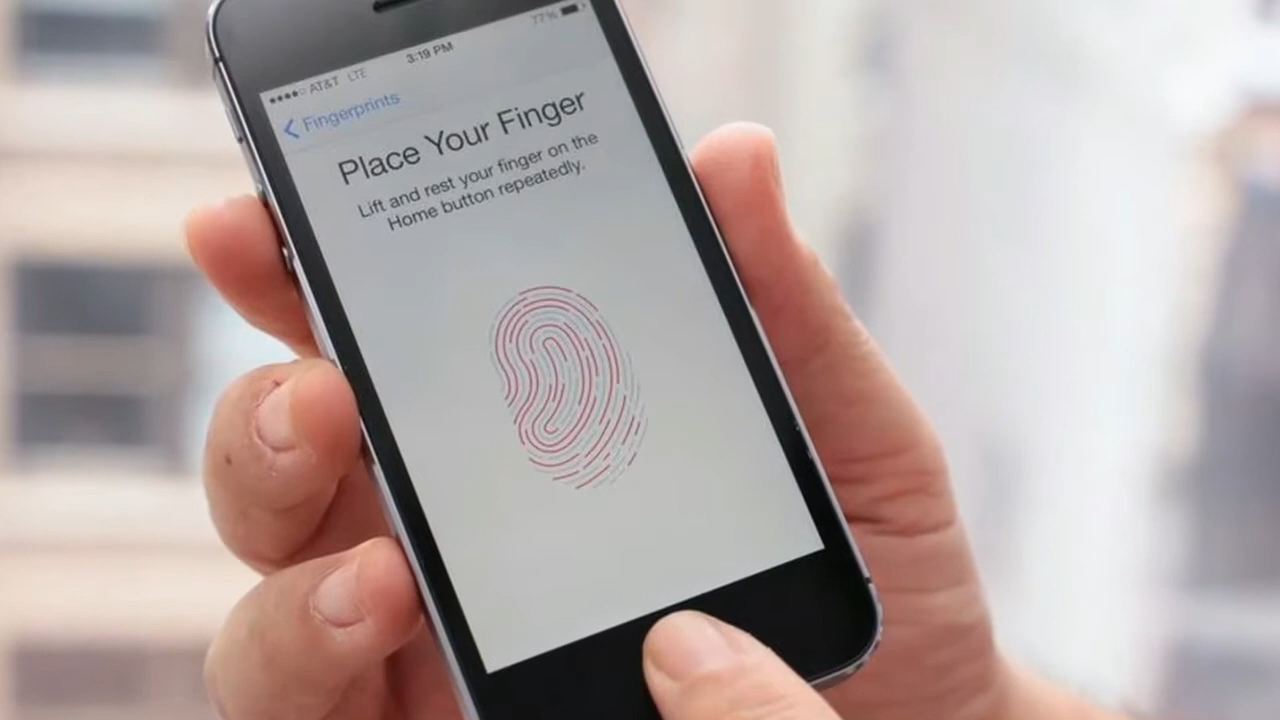 AT&T LTE 3:19 PM 77%
Fingerprints
Place Your Finger
Lift and rest your finger on the
Home button repeatedly.